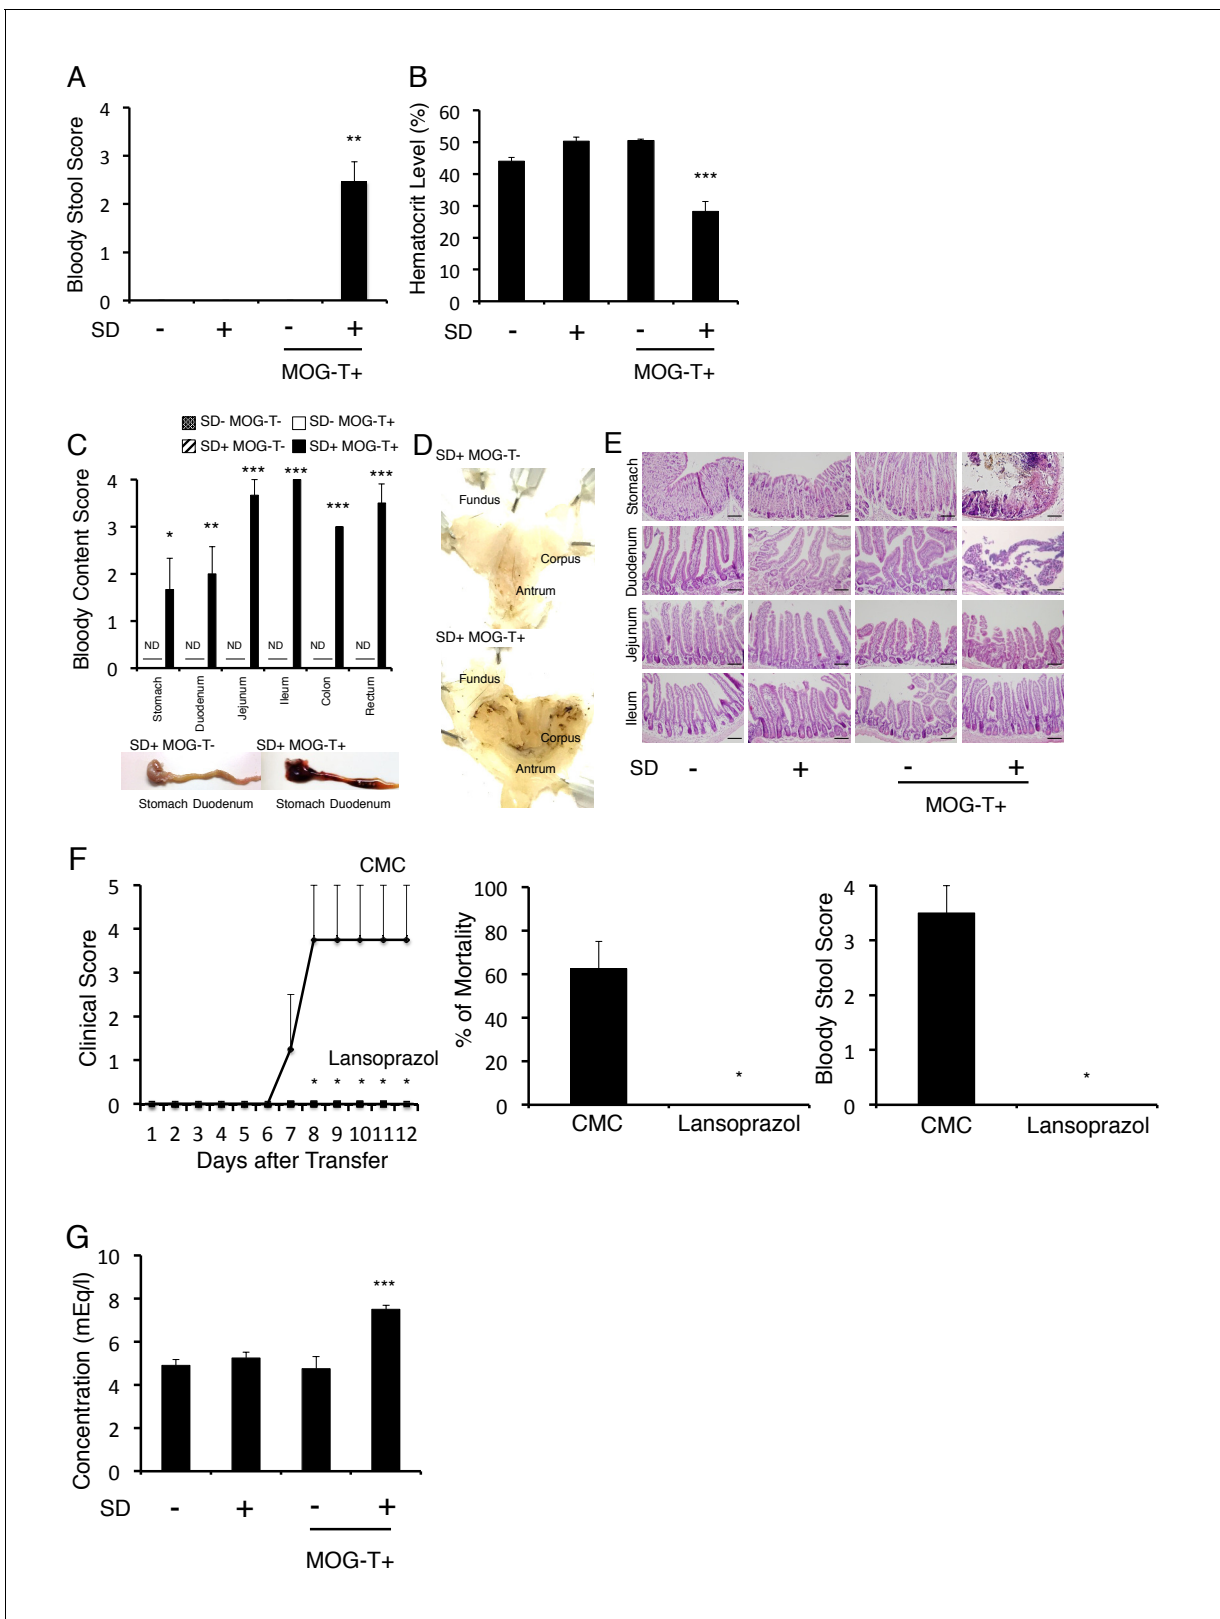 A
Bloody Stool Score
4
3
2
1
0
**
SD - + - +
MOG-T+
B
Hematocrit Level (%)
60
50
40
30
20
10
0
***
- + - +
MOG-T+
C
SD- MOG-T- SD- MOG-T+
SD+ MOG-T- SD+ MOG-T+
Bloody Content Score
4
3
2
1
0
* ** *** *** *** ***
ND ND ND ND ND ND
Stomach
Duodenum
Jejunum
Ileum
Colon
Rectum
SD+ MOG-T- SD+ MOG-T+
Stomach Duodenum Stomach Duodenum
D
SD+ MOG-T-
Fundus
Corpus
Antrum
SD+ MOG-T+
Fundus
Corpus
Antrum
E
Stomach
Duodenum
Jejunum
Ileum
SD - + - +
MOG-T+
F
Clinical Score
5
4
3
2
1
0
CMC
Lansoprazol
* * * * *
1 2 3 4 5 6 7 8 9 10 11 12
Days after Transfer
% of Mortality
100
80
60
40
20
0
*
CMC Lansoprazol
Bloody Stool Score
4
3
2
1
0
*
CMC Lansoprazol
G
Concentration (mEq/l)
10
8
6
4
2
0
***
SD - + - +
MOG-T+